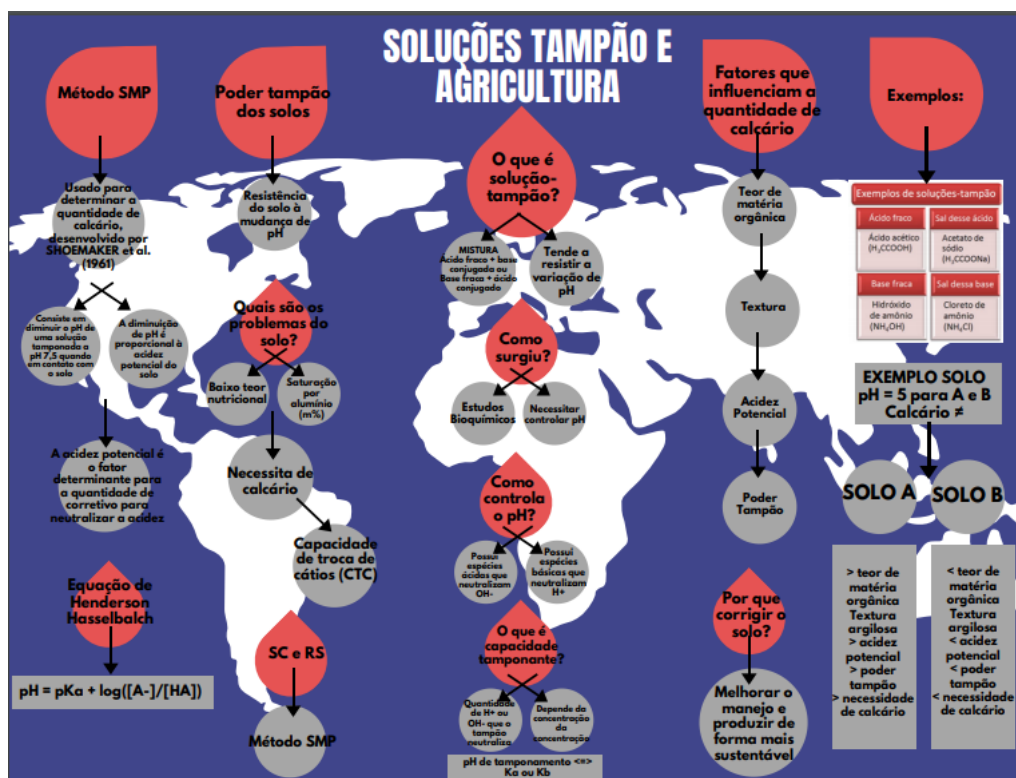 SOLUÇÕES TAMPÃO E
AGRICULTURA
Método SMP
Usado para
determinar a
quantidade de
calcário,
desenvolvido por
SHOEMAKER et al.
(1961)
Consiste em
diminuir o pH de
uma solução
tamponada a
pH 7,5 quando
em contato com
o solo
A diminuição
de pH é
proporcional à
acidez
potencial do
solo
A acidez potencial é
o fator
determinante para
a quantidade de
corretivo para
neutralizar a acidez
Equação de
Henderson
Hasselbalch
pH = pKa + log([A-]/[HA])
Poder tampão
dos solos
Resistência
do solo à
mudança de
pH
Quais são os
problemas do
solo?
Baixo teor
nutricional
Saturação
por
alumínio
(m%)
Necessita de
calcário
Capacidade
de troca de
cátios (CTC)
SC e RS
Método SMP
O que é
solução-
tampão?
MISTURA
Ácido fraco + base
conjugada ou
Base fraca + ácido
conjugado
Tende a
resistir a
variação de
pH
Como
surgiu?
Estudos
Bioquímicos
Necessitar
controlar pH
Como
controla
o pH?
Possui
espécies
ácidas que
neutralizam
OH-
Possui
espécies
básicas que
neutralizam
H+
O que é
capacidade
tamponante?
Quantidade
de H+ ou
OH- que o
tampão
neutraliza
Depende da
concentração
da
concentração
pH de tamponamento <=>
Ka ou Kb
Fatores que
influenciam a
quantidade de
calcário
Teor de
matéria
orgânica
Textura
Acidez
Potencial
Poder
Tampão
Por que
corrigir o
solo?
Melhorar o
manejo e
produzir de
forma mais
sustentável
Exemplos:
Exemplos de soluções-tampão
Ácido fraco
Sal desse ácido
Ácido acético
(H₃CCOOH)
Acetato de
sódio
(H₃CCOONa)
Base fraca
Sal dessa base
Hidróxido
de amônio
(NH₄OH)
Cloreto de
amônio
(NH₄Cl)
EXEMPLO SOLO
pH = 5 para A e B
Calcário ≠
SOLO A
SOLO B
> teor de
matéria
orgânica
Textura
argilosa
> acidez
potencial
> poder
tampão
> necessidade
de calcário
< teor de
matéria
orgânica
Textura
argilosa
< acidez
potencial
< poder
tampão
< necessidade
de calcário